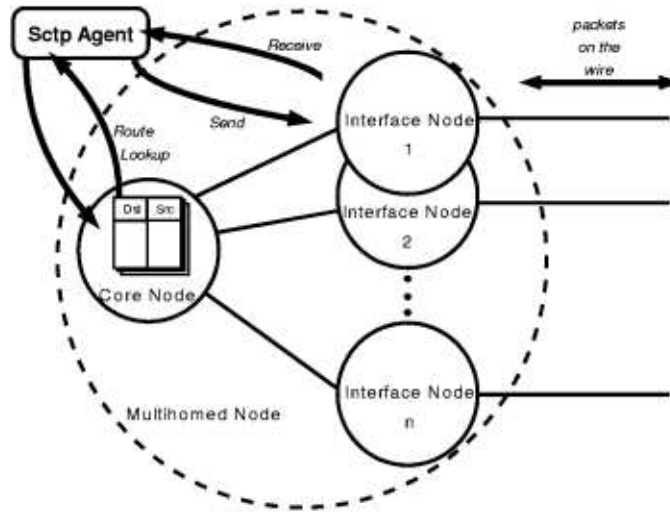 Sctp Agent
Receive
packets
on the
wire
Send
Route
Lookup
Interface Node
1
Dst Src
Interface Node
2
Core Node
Interface Node
n
Multihomed Node